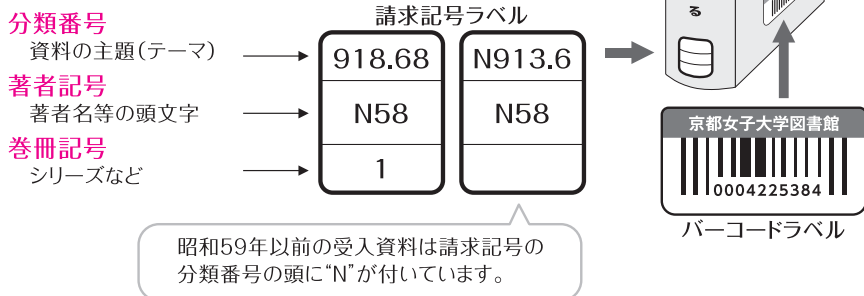 請求記号ラベル
分類番号
資料の主題(テーマ)
著者記号
著者名等の頭文字
巻冊記号
シリーズなど
918.68
N58
1
N913.6
N58
る
京都女子大学図書館
0004225384
バーコードラベル
昭和59年以前の受入資料は請求記号の
分類番号の頭に“N”が付いています。